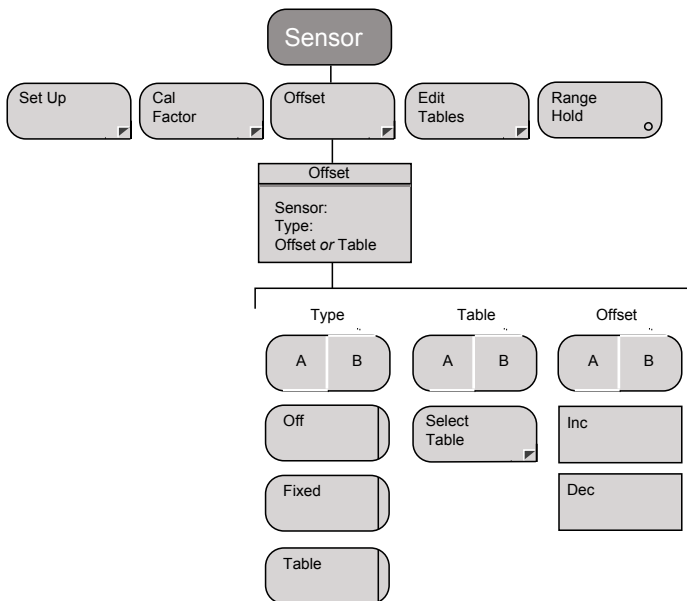 Sensor
Set Up
Cal
Factor
Offset
Edit
Tables
Range
Hold
Offset
Sensor:
Type:
Offset or Table
Type
Table
Offset
A B
A B
A B
Off
Select
Table
Inc
Fixed
Dec
Table